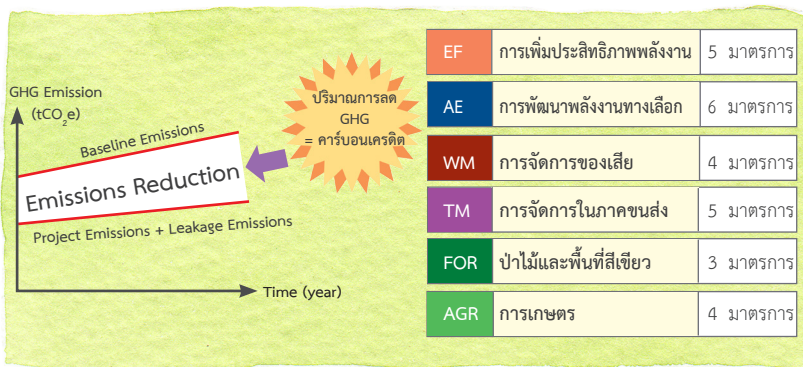 GHG Emission
(tCO2e)
Baseline Emissions
Emissions Reduction
Project Emissions + Leakage Emissions
Time (year)
ปริมาณการลด
GHG
= คาร์บอนเครดิต
EF การเพิ่มประสิทธิภาพพลังงาน 5 มาตรการ
AE การพัฒนาพลังงานทางเลือก 6 มาตรการ
WM การจัดการของเสีย 4 มาตรการ
TM การจัดการในภาคขนส่ง 5 มาตรการ
FOR ป่าไม้และพื้นที่สีเขียว 3 มาตรการ
AGR การเกษตร 4 มาตรการ